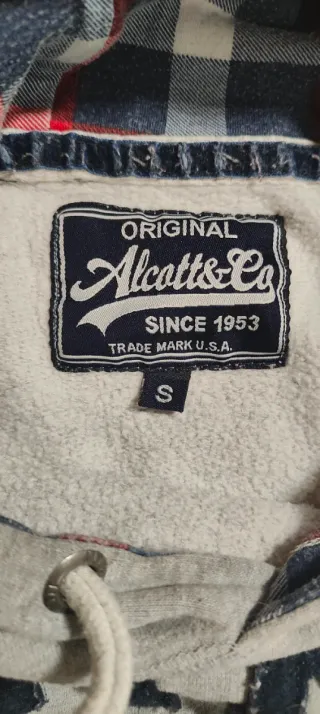 ORIGINAL
Alcott&Co
SINCE 1953
TRADE MARK U.S.A.
S